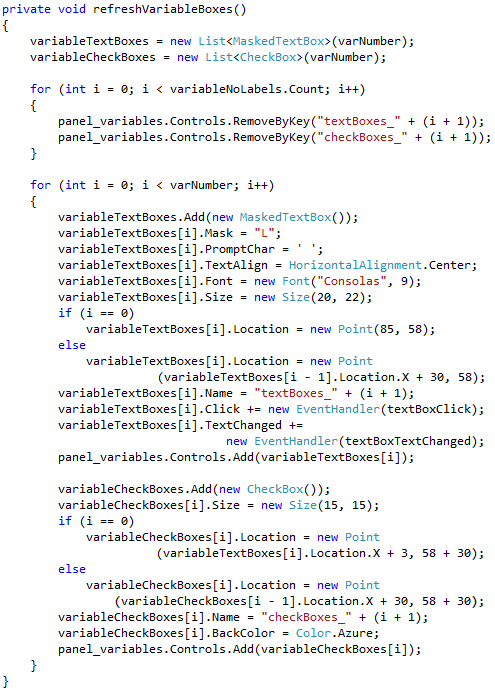 private void refreshVariableBoxes()
{
    variableTextBoxes = new List<MaskedTextBox>(varNumber);
    variableCheckBoxes = new List<CheckBox>(varNumber);

    for (int i = 0; i < variableNoLabels.Count; i++)
    {
        panel_variables.Controls.RemoveByKey("textBoxes_" + (i + 1));
        panel_variables.Controls.RemoveByKey("checkBoxes_" + (i + 1));
    }

    for (int i = 0; i < varNumber; i++)
    {
        variableTextBoxes.Add(new MaskedTextBox());
        variableTextBoxes[i].Mask = "L";
        variableTextBoxes[i].PromptChar = ' ';
        variableTextBoxes[i].TextAlign = HorizontalAlignment.Center;
        variableTextBoxes[i].Font = new Font("Consolas", 9);
        variableTextBoxes[i].Size = new Size(20, 22);
        if (i == 0)
            variableTextBoxes[i].Location = new Point(85, 58);
        else
            variableTextBoxes[i].Location = new Point
                      (variableTextBoxes[i - 1].Location.X + 30, 58);
        variableTextBoxes[i].Name = "textBoxes_" + (i + 1);
        variableTextBoxes[i].Click += new EventHandler(textBoxClick);
        variableTextBoxes[i].TextChanged +=
                                new EventHandler(textBoxTextChanged);
        panel_variables.Controls.Add(variableTextBoxes[i]);

        variableCheckBoxes.Add(new CheckBox());
        variableCheckBoxes[i].Size = new Size(15, 15);
        if (i == 0)
            variableCheckBoxes[i].Location = new Point
                      (variableTextBoxes[i].Location.X + 3, 58 + 30);
        else
            variableCheckBoxes[i].Location = new Point
                (variableCheckBoxes[i - 1].Location.X + 30, 58 + 30);
        variableCheckBoxes[i].Name = "checkBoxes_" + (i + 1);
        variableCheckBoxes[i].BackColor = Color.Azure;
        panel_variables.Controls.Add(variableCheckBoxes[i]);
    }
}